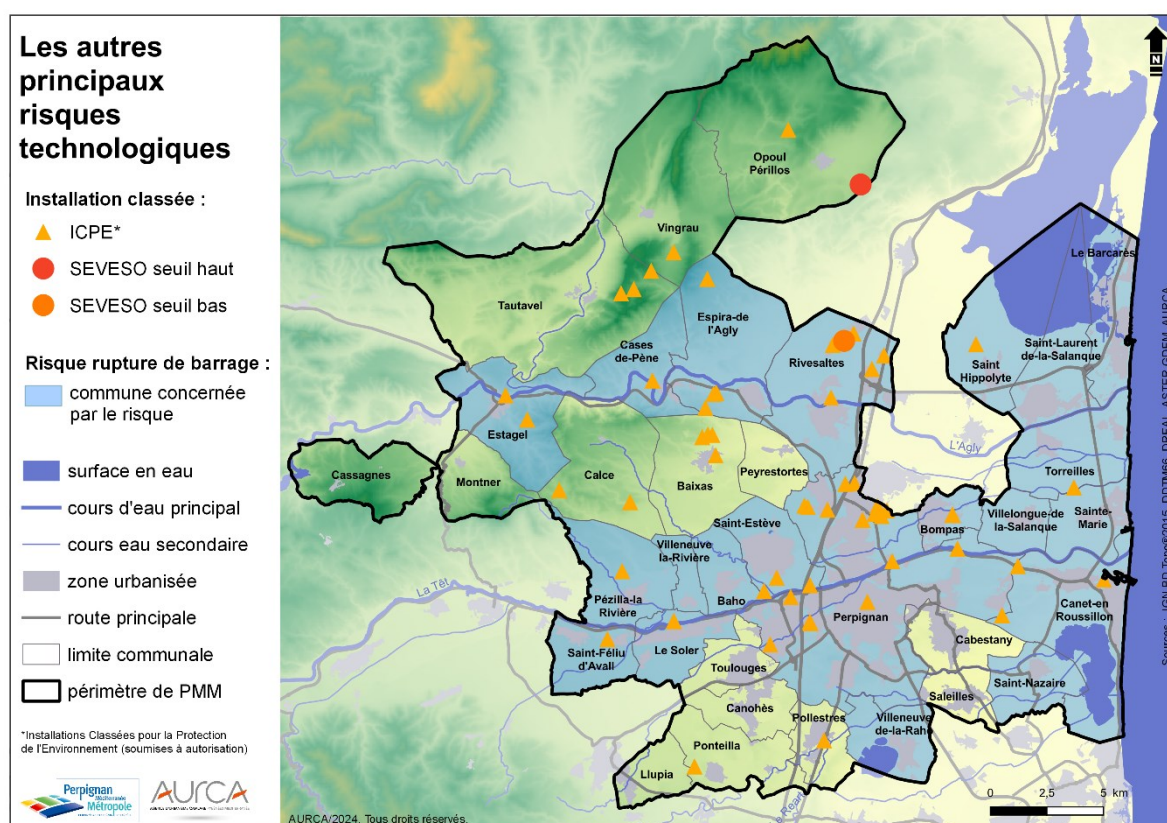 Les autres
principaux
risques
technologiques
Installation classée :
ICPE*
SEVESO seuil haut
SEVESO seuil bas
Risque rupture de barrage :
commune concernée
par le risque
surface en eau
cours d'eau principal
cours eau secondaire
zone urbanisée
route principale
limite communale
périmètre de PMM
*Installations Classées pour la Protection
de l'Environnement (soumises à autorisation)
Perpignan
Méditerranée
Métropole
AURCA
N
Opoul
Périllos
Vingrau
Tautavel
Le Barcarès
Espira-de
l'Agly
Cases
de-Pène
Rivesaltes
Saint
Hippolyte
Saint-Laurent
de-la-Salanque
Estagel
L'Agly
Cassagnes
Montner
Calce
Baixas
Peyrestortes
Torreilles
Saint-Estève
Bompas
Villelongue-de
la-Salanque
Sainte-
Marie
Villeneuve
la-Rivière
La Têt
Pézilla-la
Rivière
Baho
Perpignan
Canet-en
Roussillon
Cabestany
Saint-Féliu
d'Avall
Le Soler
Toulouges
Saint-Nazaire
Saleilles
Canohès
Pollestres
Villeneuve
de-la-Raho
Ponteilla
Llupia
Le Réart
0 2,5 5 km
AURCA/2024. Tous droits réservés.